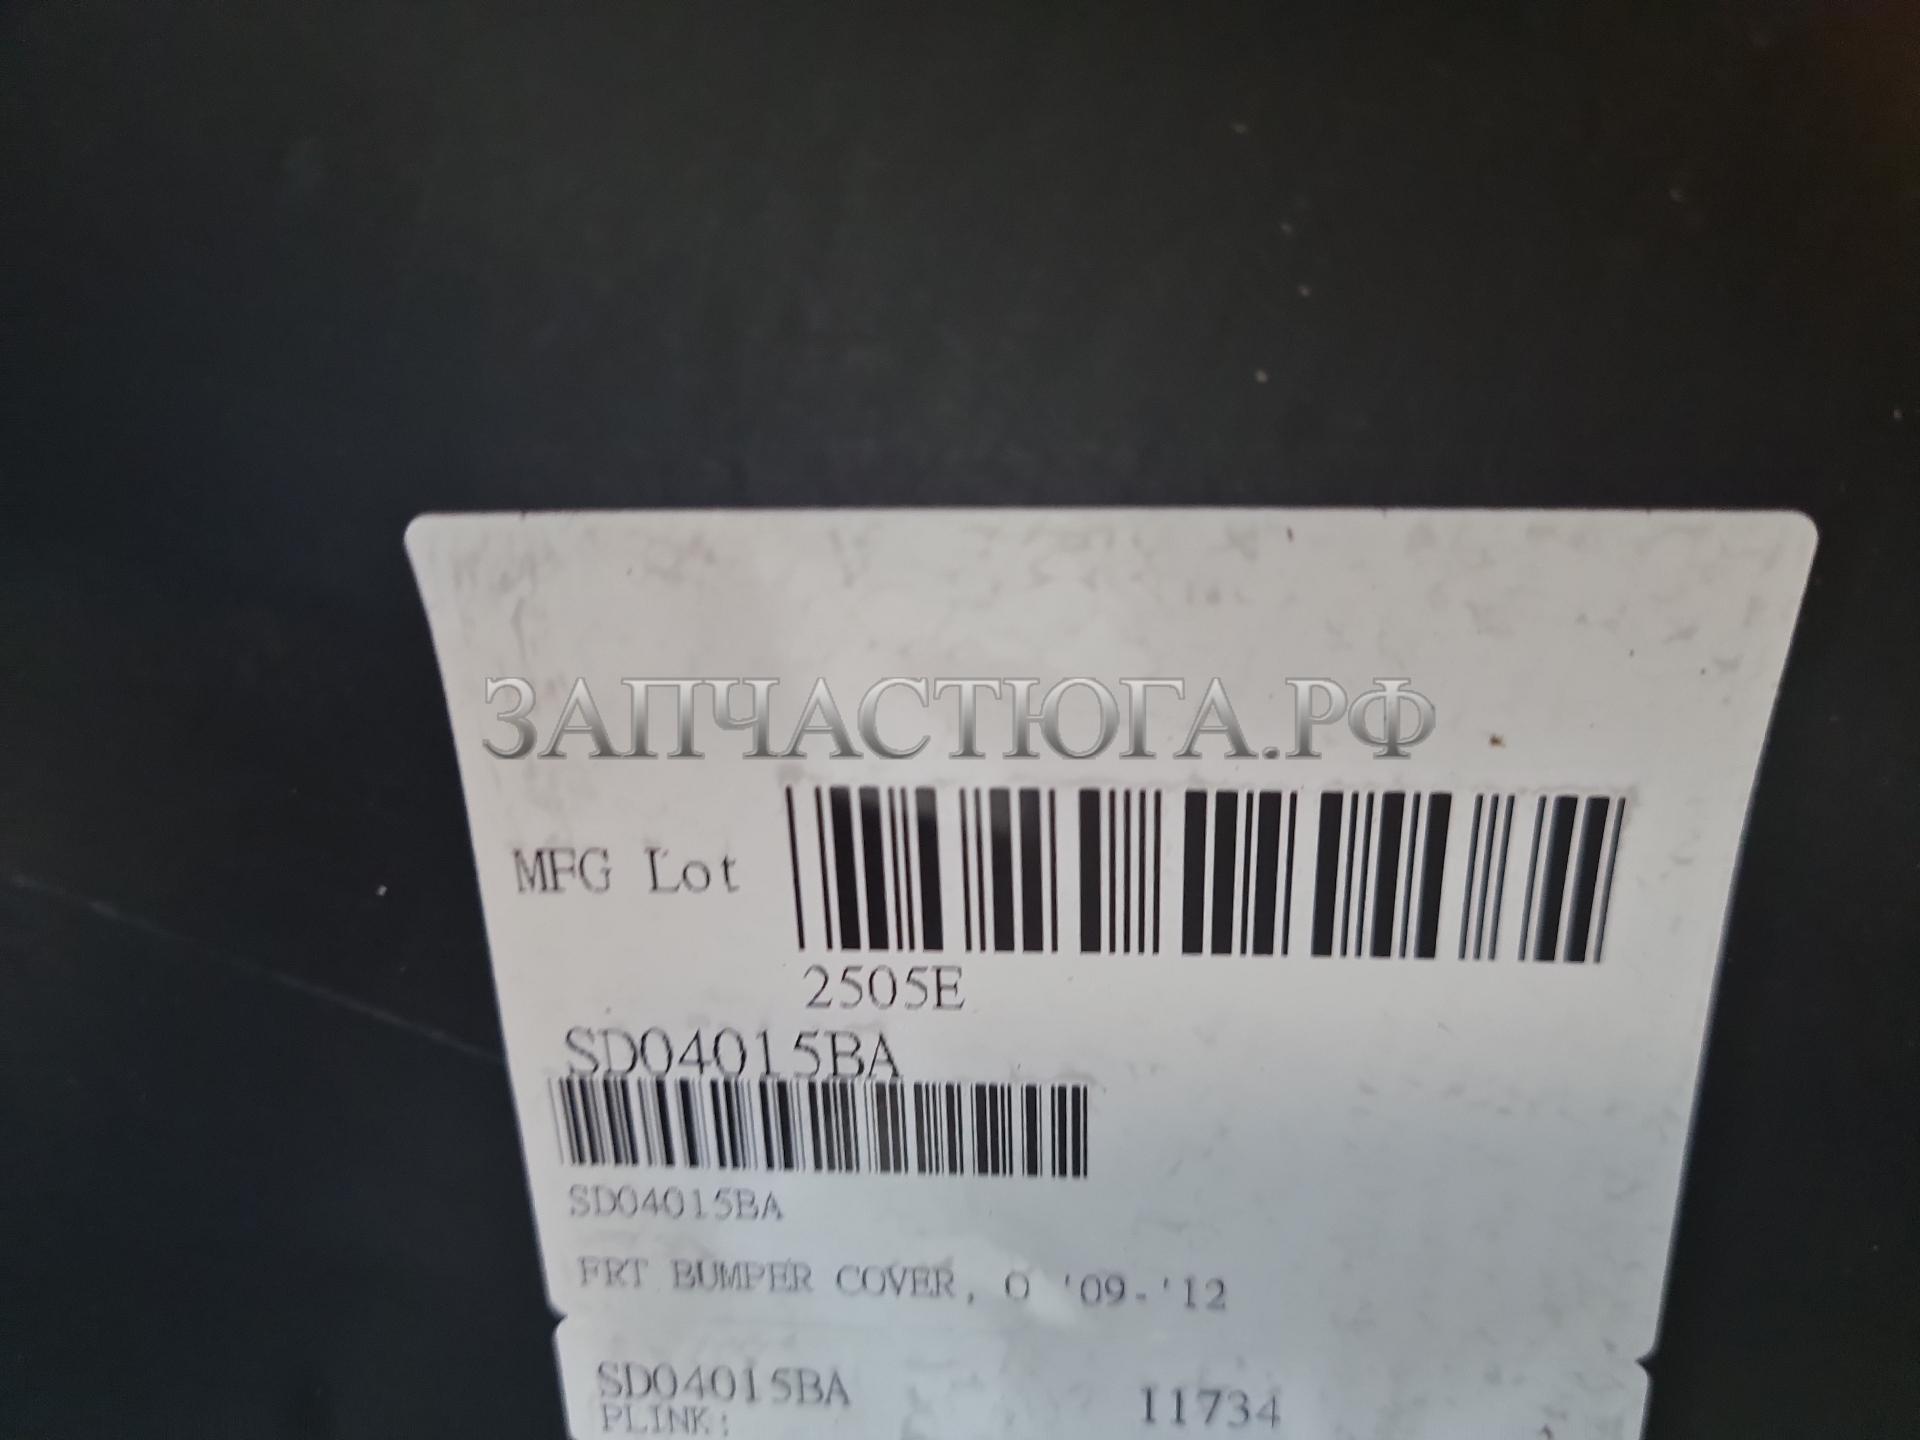 ЗАПЧАСТЮГА.РФ
MFG Lot
2505E
SD04015BA
SD04015BA
FRT BUMPER COVER, O '09-'12
SD04015BA 11734
PLINK: